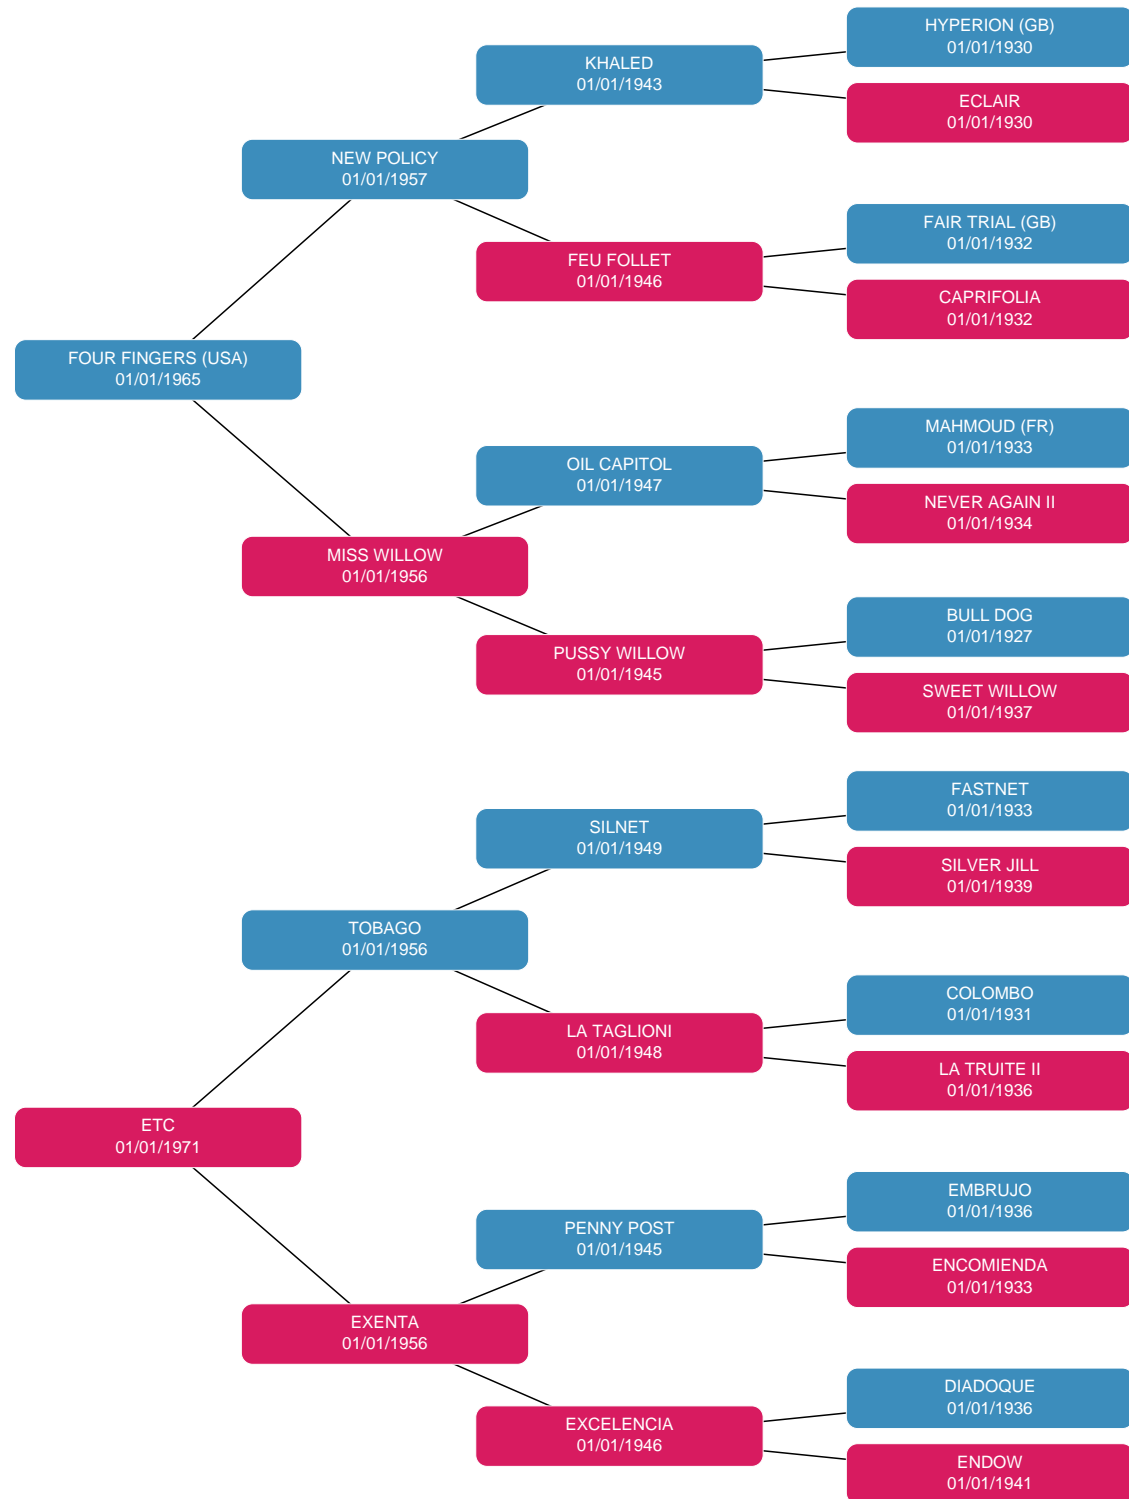 HYPERION (GB)
01/01/1930
KHALED
01/01/1943
ECLAIR
01/01/1930
NEW POLICY
01/01/1957
FAIR TRIAL (GB)
01/01/1932
FEU FOLLET
01/01/1946
CAPRIFOLIA
01/01/1932
FOUR FINGERS (USA)
01/01/1965
MAHMOUD (FR)
01/01/1933
OIL CAPITOL
01/01/1947
NEVER AGAIN II
01/01/1934
MISS WILLOW
01/01/1956
BULL DOG
01/01/1927
PUSSY WILLOW
01/01/1945
SWEET WILLOW
01/01/1937
FASTNET
01/01/1933
SILNET
01/01/1949
SILVER JILL
01/01/1939
TOBAGO
01/01/1956
COLOMBO
01/01/1931
LA TAGLIONI
01/01/1948
LA TRUITE II
01/01/1936
ETC
01/01/1971
EMBRUJO
01/01/1936
PENNY POST
01/01/1945
ENCOMIENDA
01/01/1933
EXENTA
01/01/1956
DIADOQUE
01/01/1936
EXCELENCIA
01/01/1946
ENDOW
01/01/1941